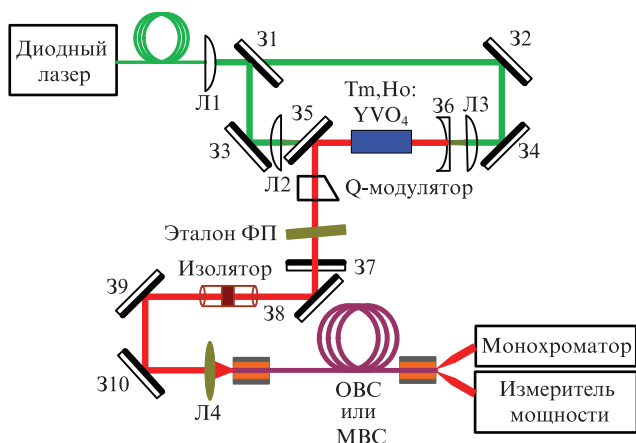 Диодный
лазер
Л1
З1
З2
З3
Л2
З5
Tm,Ho:
YVO4
З6
Л3
З4
Q-модулятор
Эталон ФП
З7
Изолятор
З8
З9
З10
Л4
ОВС
или
МВС
Монохроматор
Измеритель
мощности